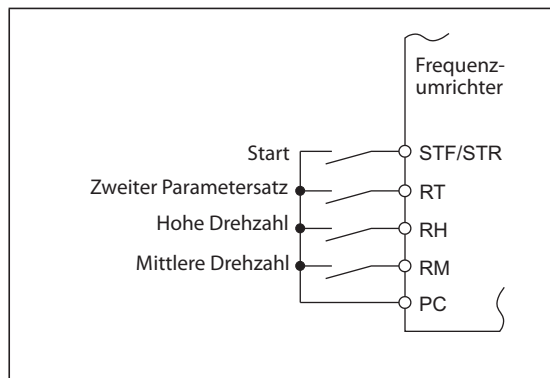 Frequenz-
umrichter
Start
STF/STR
Zweiter Parametersatz
RT
Hohe Drehzahl
RH
Mittlere Drehzahl
RM
PC